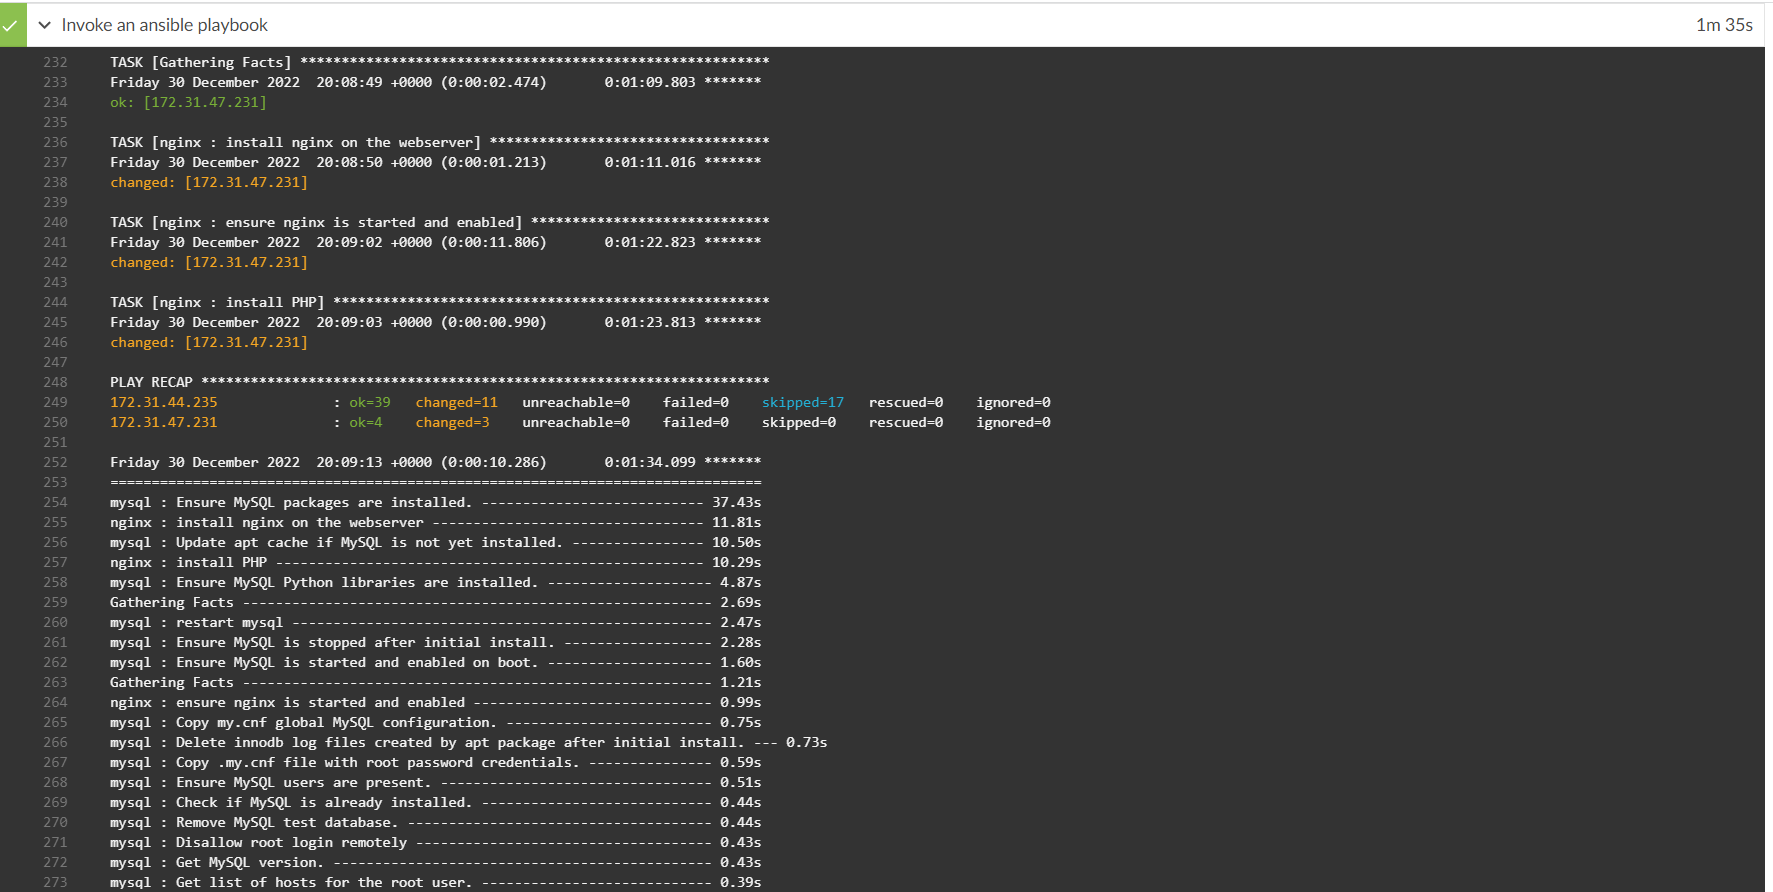 Invoke an ansible playbook 1m 35s
232 TASK [Gathering Facts] *********************************************************
233 Friday 30 December 2022  20:08:49 +0000 (0:00:02.474)       0:01:09.803 *******
234 ok: [172.31.47.231]
235
236 TASK [nginx : install nginx on the webserver] **********************************
237 Friday 30 December 2022  20:08:50 +0000 (0:00:01.213)       0:01:11.016 *******
238 changed: [172.31.47.231]
239
240 TASK [nginx : ensure nginx is started and enabled] *****************************
241 Friday 30 December 2022  20:09:02 +0000 (0:00:11.806)       0:01:22.823 *******
242 changed: [172.31.47.231]
243
244 TASK [nginx : install PHP] *****************************************************
245 Friday 30 December 2022  20:09:03 +0000 (0:00:00.990)       0:01:23.813 *******
246 changed: [172.31.47.231]
247
248 PLAY RECAP *********************************************************************
249 172.31.44.235              : ok=39   changed=11   unreachable=0    failed=0    skipped=17   rescued=0    ignored=0
250 172.31.47.231              : ok=4    changed=3    unreachable=0    failed=0    skipped=0    rescued=0    ignored=0
251
252 Friday 30 December 2022  20:09:13 +0000 (0:00:10.286)       0:01:34.099 *******
253 ===============================================================================
254 mysql : Ensure MySQL packages are installed. --------------------------- 37.43s
255 nginx : install nginx on the webserver --------------------------------- 11.81s
256 mysql : Update apt cache if MySQL is not yet installed. ---------------- 10.50s
257 nginx : install PHP ---------------------------------------------------- 10.29s
258 mysql : Ensure MySQL Python libraries are installed. -------------------- 4.87s
259 Gathering Facts --------------------------------------------------------- 2.69s
260 mysql : restart mysql --------------------------------------------------- 2.47s
261 mysql : Ensure MySQL is stopped after initial install. ------------------ 2.28s
262 mysql : Ensure MySQL is started and enabled on boot. -------------------- 1.60s
263 Gathering Facts --------------------------------------------------------- 1.21s
264 nginx : ensure nginx is started and enabled ----------------------------- 0.99s
265 mysql : Copy my.cnf global MySQL configuration. ------------------------- 0.75s
266 mysql : Delete innodb log files created by apt package after initial install. --- 0.73s
267 mysql : Copy .my.cnf file with root password credentials. --------------- 0.59s
268 mysql : Ensure MySQL users are present. --------------------------------- 0.51s
269 mysql : Check if MySQL is already installed. ---------------------------- 0.44s
270 mysql : Remove MySQL test database. ------------------------------------- 0.44s
271 mysql : Disallow root login remotely ------------------------------------ 0.43s
272 mysql : Get MySQL version. ---------------------------------------------- 0.43s
273 mysql : Get list of hosts for the root user. ---------------------------- 0.39s